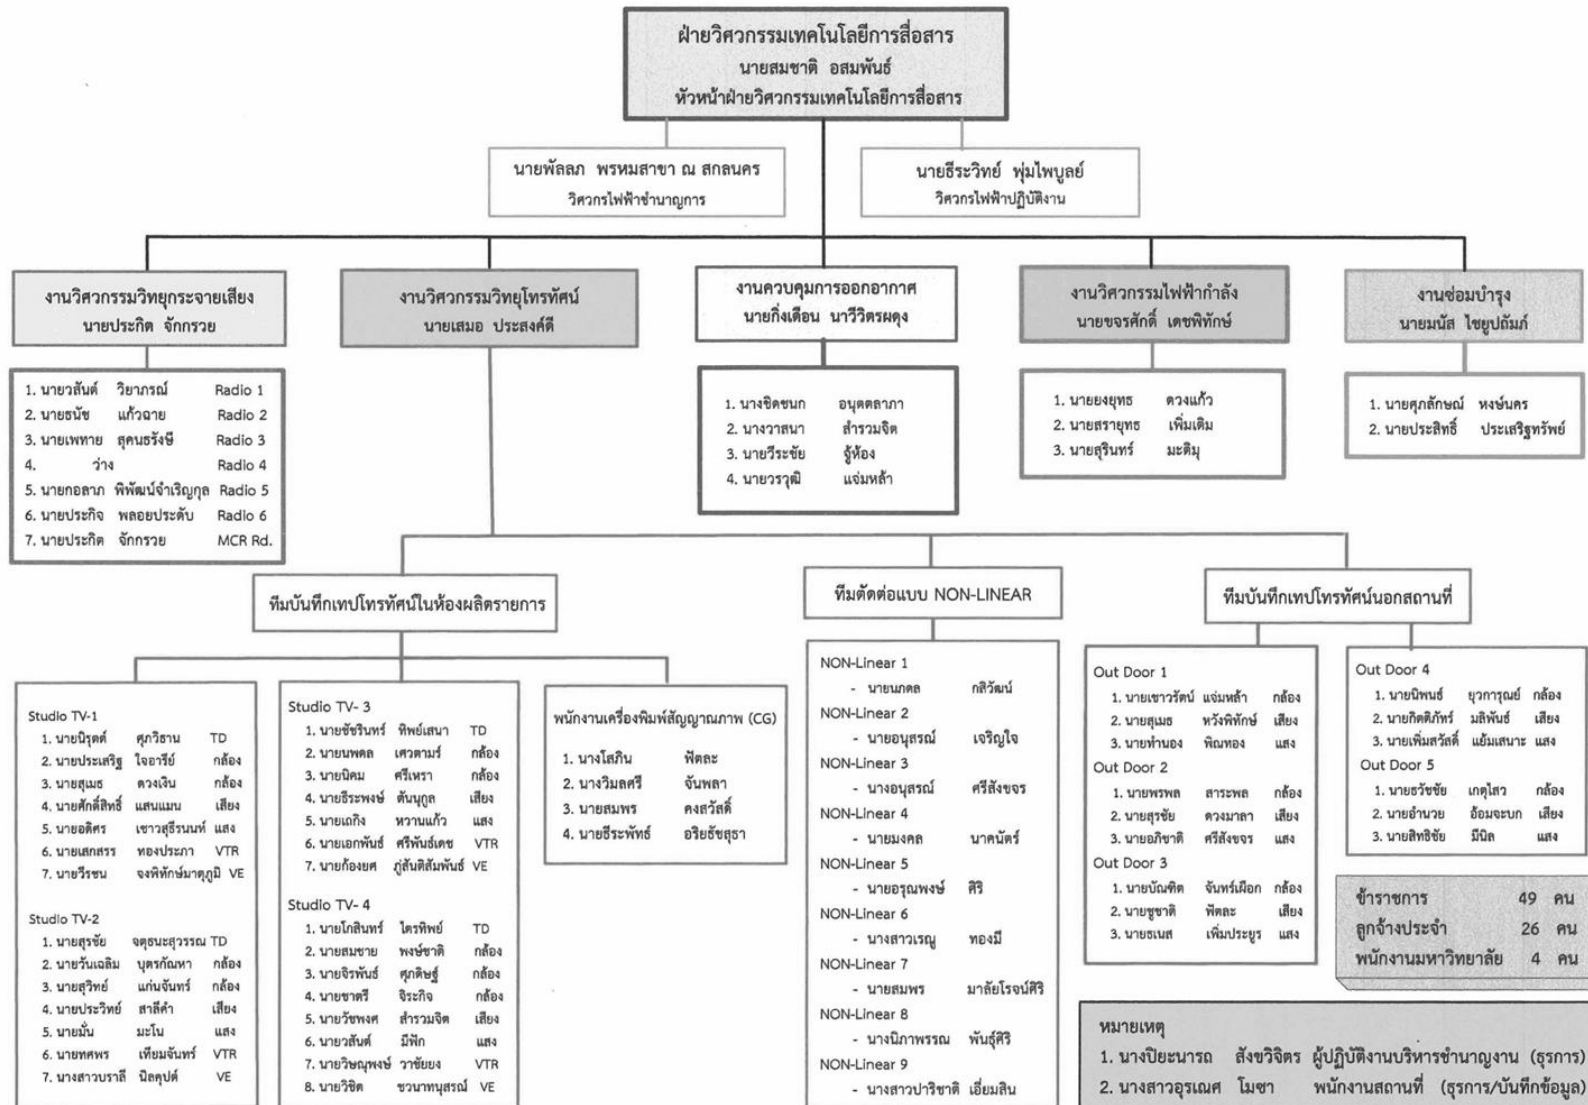 ฝ่ายวิศวกรรมเทคโนโลยีการสื่อสาร
นายสมชาติ อสมพันธ์
หัวหน้าฝ่ายวิศวกรรมเทคโนโลยีการสื่อสาร
นายพัลลภ พรหมสาขา ณ สกลนคร
วิศวกรไฟฟ้าชำนาญการ
นายธีระวิทย์ พุ่มไพบูลย์
วิศวกรไฟฟ้าปฏิบัติงาน
งานวิศวกรรมวิทยุกระจายเสียง
นายประกิต จักกรวย
1. นายวสันต์ วิยาภรณ์ Radio 1
2. นายธนัช แก้วฉาย Radio 2
3. นายเพทาย สุคนธรังษี Radio 3
4. ว่าง Radio 4
5. นายกอลาภ พิพัฒน์จำเริญกุล Radio 5
6. นายประกิจ พลอยประดับ Radio 6
7. นายประกิต จักกรวย MCR Rd.
งานวิศวกรรมวิทยุโทรทัศน์
นายเสมอ ประสงค์ดี
งานควบคุมการออกอากาศ
นายกิ่งเดือน นาวีวิตรผดุง
1. นางชิดชนก อนุตตลาภา
2. นางวาสนา สำรวมจิต
3. นายวีระชัย จู้ห้อง
4. นายวรวุฒิ แจ่มหล้า
งานวิศวกรรมไฟฟ้ากำลัง
นายขจรศักดิ์ เดชพิทักษ์
1. นายยงยุทธ ดวงแก้ว
2. นายสรายุทธ เพิ่มเติม
3. นายสุรินทร์ มะติมุ
งานซ่อมบำรุง
นายมนัส ไชยูปถัมภ์
1. นายศุภลักษณ์ หงษ์นคร
2. นายประสิทธิ์ ประเสริฐทรัพย์
ทีมบันทึกเทปโทรทัศน์ในห้องผลิตรายการ
Studio TV-1
1. นายนิรุตต์ ศุภวิธาน TD
2. นายประเสริฐ ใจอารีย์ กล้อง
3. นายสุเมธ ดวงเงิน กล้อง
4. นายศักดิ์สิทธิ์ แสนแมน เสียง
5. นายอดิศร เชาวสุธีรนนท์ แสง
6. นายเสกสรร ทองประภา VTR
7. นายวีรชน จงพิทักษ์มาตุภูมิ VE
Studio TV-2
1. นายสุรชัย จตุธนะสุวรรณ TD
2. นายวันเฉลิม บุตรกัณหา กล้อง
3. นายสุวิทย์ แก่นจันทร์ กล้อง
4. นายประวิทย์ สาลีคำ เสียง
5. นายมั่น มะโน แสง
6. นายทศพร เทียมจันทร์ VTR
7. นางสาวบราลี นิลคุปต์ VE
Studio TV- 3
1. นายชัชรินทร์ ทิพย์เสนา TD
2. นายนพดล เศวตามร์ กล้อง
3. นายนิคม ศรีเหรา กล้อง
4. นายธีระพงษ์ ตันนุกูล เสียง
5. นายเถกิง หวานแก้ว แสง
6. นายเอกพันธ์ ศรีพันธ์เดช VTR
7. นายก้องยศ ภู่สันติสัมพันธ์ VE
Studio TV- 4
1. นายโกสินทร์ ไตรทิพย์ TD
2. นายสมชาย พงษ์ชาติ กล้อง
3. นายจิรพันธ์ ศุภดิษฐ์ กล้อง
4. นายชาตรี จิระกิจ กล้อง
5. นายวัชพงศ สำรวมจิต เสียง
6. นายวสันต์ มีฟัก แสง
7. นายวิษณุพงษ์ วาชัยยง VTR
8. นายวิชิต ชวนาทนุสรณ์ VE
พนักงานเครื่องพิมพ์สัญญาณภาพ (CG)
1. นางโสภิน ฟัตละ
2. นางวิมลศรี จันพลา
3. นายสมพร คงสวัสดิ์
4. นายธีระพัทธ์ อริยธัชสุธา
ทีมตัดต่อแบบ NON-LINEAR
NON-Linear 1
- นายนภดล กสิวัฒน์
NON-Linear 2
- นายอนุสรณ์ เจริญใจ
NON-Linear 3
- นางอนุสรณ์ ศรีสังขจร
NON-Linear 4
- นายมงคล นาคนัตร์
NON-Linear 5
- นายอรุณพงษ์ ศิริ
NON-Linear 6
- นางสาวเรณู ทองมี
NON-Linear 7
- นายสมพร มาลัยโรจน์ศิริ
NON-Linear 8
- นางนิภาพรรณ พันธุ์ศิริ
NON-Linear 9
- นางสาวปาริชาติ เอี่ยมสิน
ทีมบันทึกเทปโทรทัศน์นอกสถานที่
Out Door 1
1. นายเชาวรัตน์ แจ่มหล้า กล้อง
2. นายสุเมธ หวังพิทักษ์ เสียง
3. นายทำนอง พิณทอง แสง
Out Door 2
1. นายพรพล สาระพล กล้อง
2. นายสุรชัย ดวงมาลา เสียง
3. นายอภิชาติ ศรีสังขจร แสง
Out Door 3
1. นายบัณฑิต จันทร์เผือก กล้อง
2. นายชูชาติ ฟัตละ เสียง
3. นายธเนส เพิ่มประยูร แสง
Out Door 4
1. นายนิพนธ์ ยุวการุณย์ กล้อง
2. นายกิตติภัทร์ มลิพันธ์ เสียง
3. นายเพิ่มสวัสดิ์ แย้มเสนาะ แสง
Out Door 5
1. นายธวัชชัย เกตุไสว กล้อง
2. นายอำนวย อ้อมจะบก เสียง
3. นายสิทธิชัย มีนิล แสง
ข้าราชการ 49 คน
ลูกจ้างประจำ 26 คน
พนักงานมหาวิทยาลัย 4 คน
หมายเหตุ
1. นางปิยะนารถ สังขวิจิตร ผู้ปฏิบัติงานบริหารชำนาญงาน (ธุรการ)
2. นางสาวอุรเณศ โมซา พนักงานสถานที่ (ธุรการ/บันทึกข้อมูล)